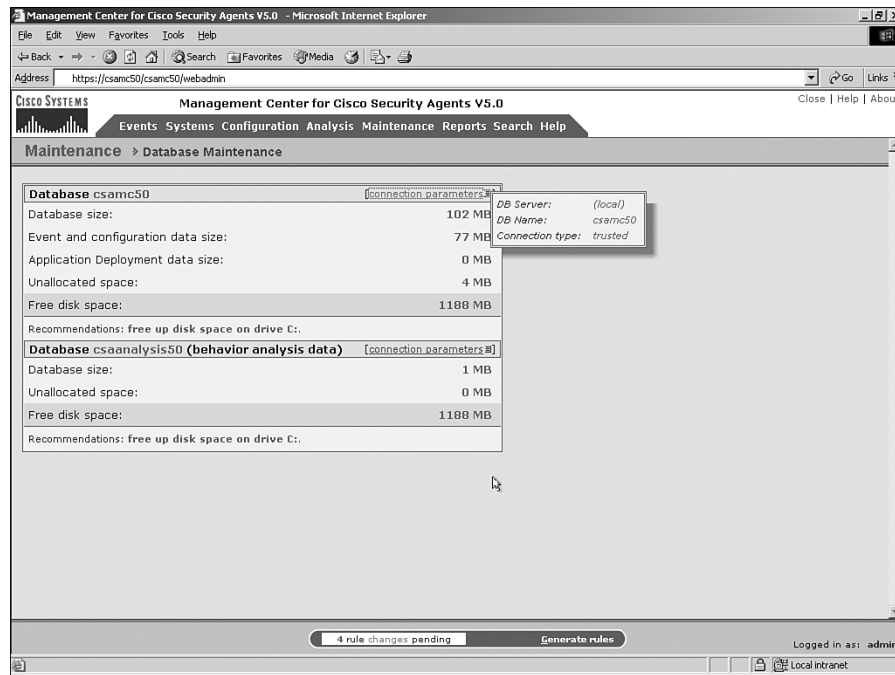 Management Center for Cisco Security Agents V5.0 - Microsoft Internet Explorer
File Edit View Favorites Tools Help
Back Search Favorites Media
Address https://csamc50/csamc50/webadmin Go Links
CISCO SYSTEMS
Management Center for Cisco Security Agents V5.0
Close | Help | Abou
Events Systems Configuration Analysis Maintenance Reports Search Help
Maintenance > Database Maintenance
Database csamc50 [connection parameters]
Database size: 102 MB
Event and configuration data size: 77 MB
Application Deployment data size: 0 MB
Unallocated space: 4 MB
Free disk space: 1188 MB
Recommendations: free up disk space on drive C:.
DB Server: (local)
DB Name: csamc50
Connection type: trusted
Database csaanalysis50 (behavior analysis data) [connection parameters]
Database size: 1 MB
Unallocated space: 0 MB
Free disk space: 1188 MB
Recommendations: free up disk space on drive C:.
4 rule changes pending Generate rules
Logged in as: admin
Local intranet